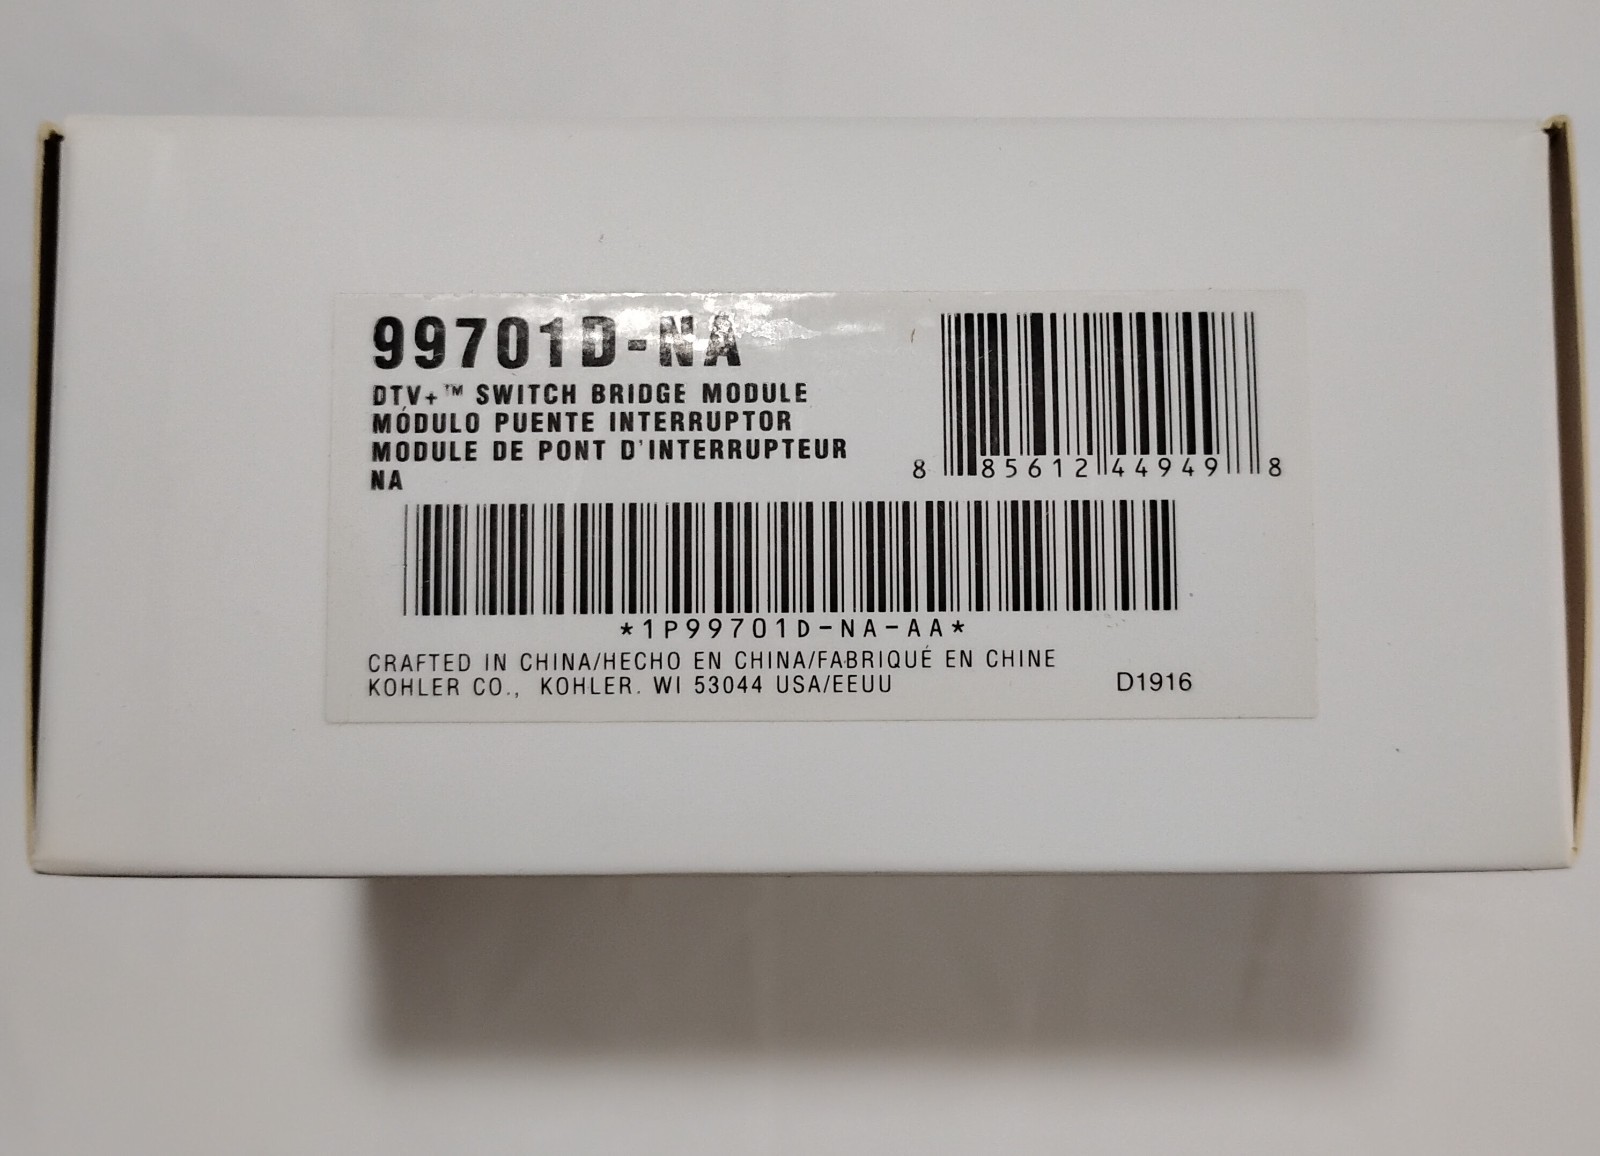 99701D-NA
DTV+™ SWITCH BRIDGE MODULE
MÓDULO PUENTE INTERRUPTOR
MODULE DE PONT D'INTERRUPTEUR
NA
8 85612 44949 8
*1P99701D-NA-AA*
CRAFTED IN CHINA/HECHO EN CHINA/FABRIQUÉ EN CHINE
KOHLER CO., KOHLER. WI 53044 USA/EEUU D1916